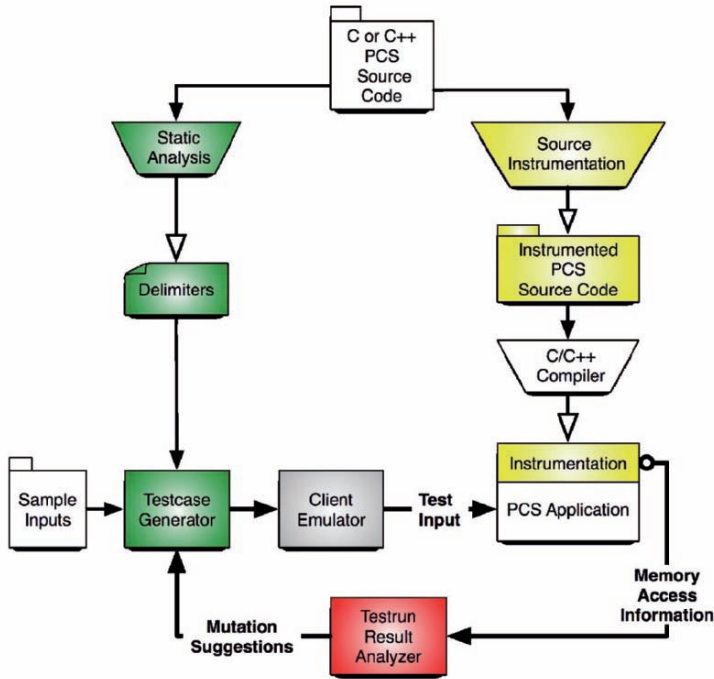 C or C++
PCS
Source
Code
Static
Analysis
Source
Instrumentation
Delimiters
Instrumented
PCS
Source Code
C/C++
Compiler
Sample
Inputs
Testcase
Generator
Client
Emulator
Test
Input
Instrumentation
PCS Application
Memory
Access
Information
Mutation
Suggestions
Testrun
Result
Analyzer